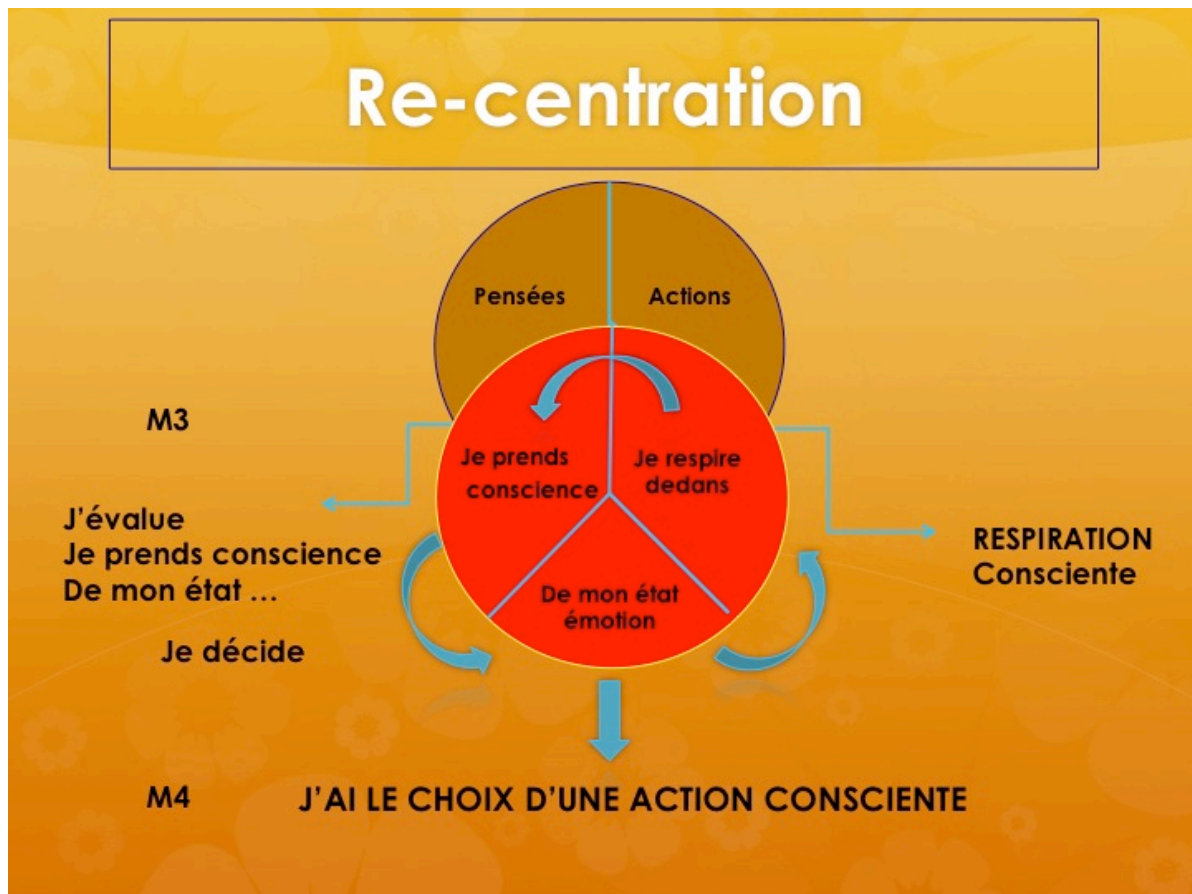 Re-centration
Pensées
Actions
M3
Je prends
conscience
Je respire
dedans
J'évalue
Je prends conscience
De mon état ...
Je décide
RESPIRATION
Consciente
De mon état
émotion
M4
J'AI LE CHOIX D'UNE ACTION CONSCIENTE